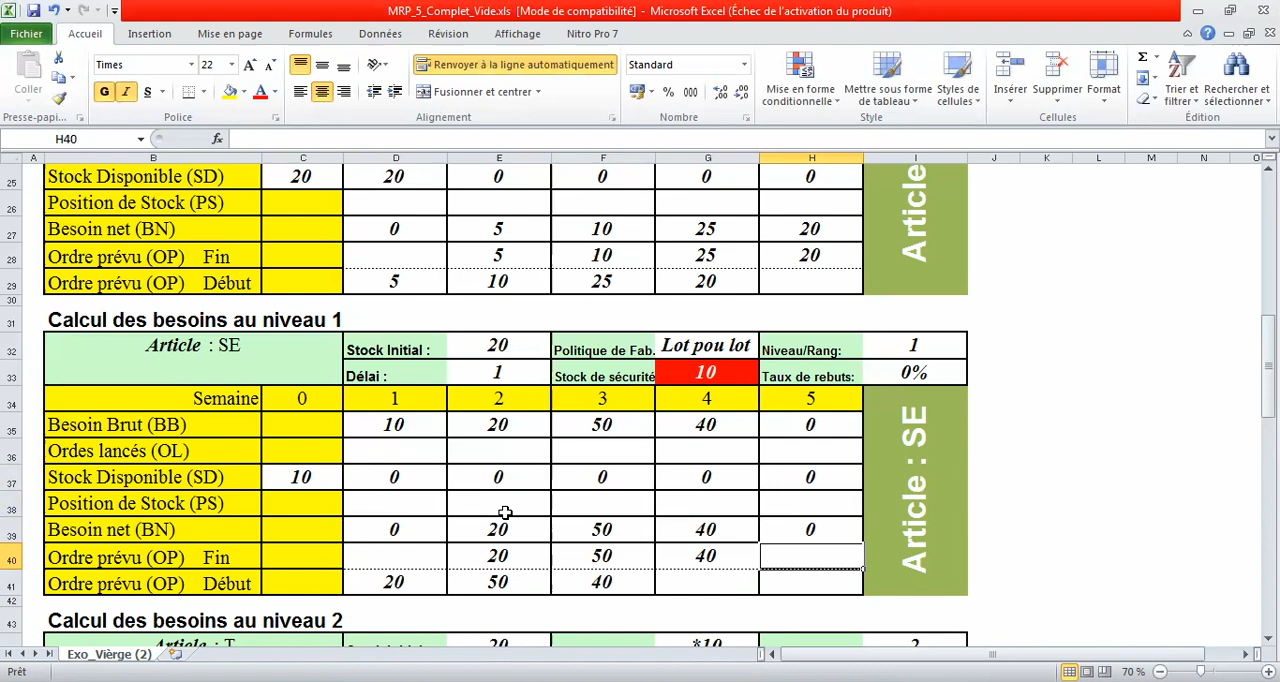 MRP_5_Complet_Vide.xls [Mode de compatibilité] - Microsoft Excel (Échec de l'activation du produit)
Fichier Accueil Insertion Mise en page Formules Données Révision Affichage Nitro Pro 7
Times 22 Renvoyer à la ligne automatiquement Standard
Coller G I S Fusionner et centrer % 000 Mise en forme conditionnelle Mettre sous forme de tableau Styles de cellules Insérer Supprimer Format Trier et filtrer Rechercher et sélectionner
Presse-papi... Police Alignement Nombre Style Cellules Édition
H40 fx
A B C D E F G H I J K L M N O
25 Stock Disponible (SD) 20 20 0 0 0 0
26 Position de Stock (PS)
27 Besoin net (BN) 0 5 10 25 20
28 Ordre prévu (OP) Fin 5 10 25 20
29 Ordre prévu (OP) Début 5 10 25 20
Article
30
31 Calcul des besoins au niveau 1
32 Article : SE Stock Initial : 20 Politique de Fab. Lot pou lot Niveau/Rang: 1
33 Délai : 1 Stock de sécurité 10 Taux de rebuts: 0%
34 Semaine 0 1 2 3 4 5
35 Besoin Brut (BB) 10 20 50 40 0
36 Ordes lancés (OL)
37 Stock Disponible (SD) 10 0 0 0 0 0
38 Position de Stock (PS)
39 Besoin net (BN) 0 20 50 40 0
40 Ordre prévu (OP) Fin 20 50 40
41 Ordre prévu (OP) Début 20 50 40
Article : SE
42
43 Calcul des besoins au niveau 2
Article : T 20 *10 2
Exo_Vièrge (2)
Prêt 70 %